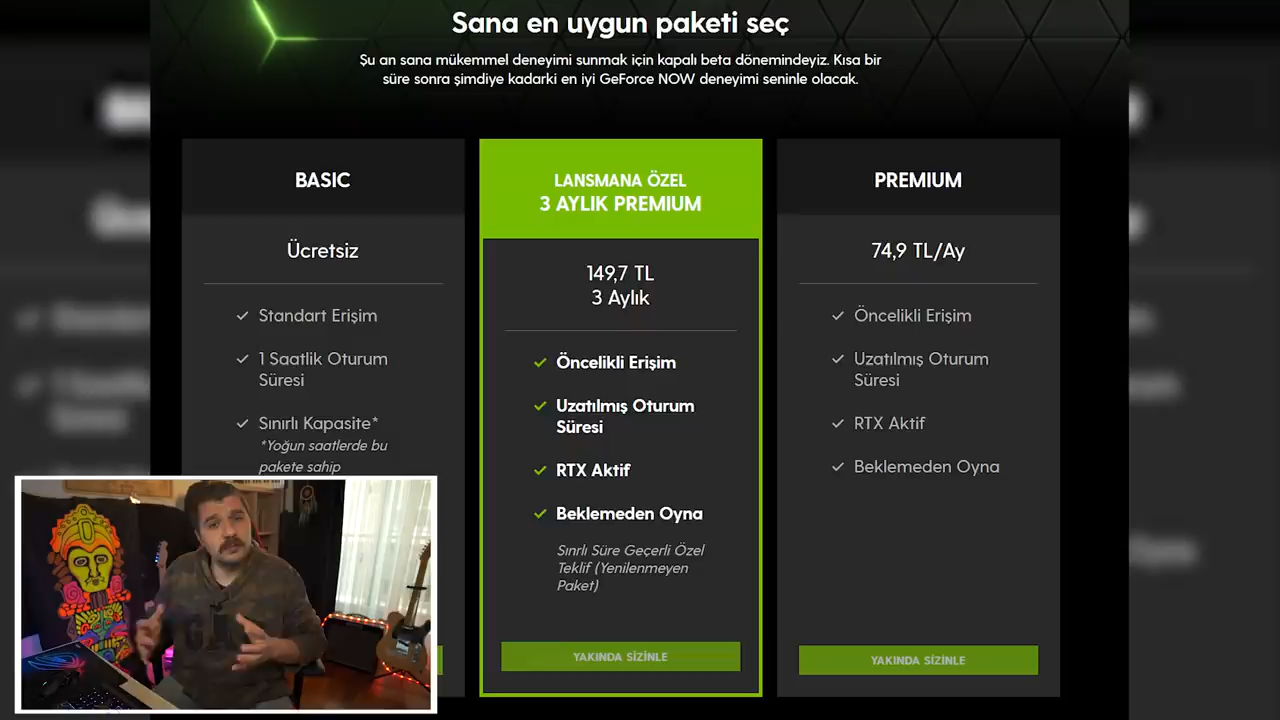 Sana en uygun paketi seç
Şu an sana mükemmel deneyimi sunmak için kapalı beta dönemindeyiz. Kısa bir
süre sonra şimdiye kadarki en iyi GeForce NOW deneyimi seninle olacak.
BASIC
Ücretsiz
Standart Erişim
1 Saatlik Oturum
Süresi
Sınırlı Kapasite*
*Yoğun saatlerde bu
pakete sahip
LANSMANA ÖZEL
3 AYLIK PREMIUM
149,7 TL
3 Aylık
Öncelikli Erişim
Uzatılmış Oturum
Süresi
RTX Aktif
Beklemeden Oyna
Sınrlı Süre Geçerli Özel
Teklif (Yenilenmeyen
Paket)
YAKINDA SİZİNLE
PREMIUM
74,9 TL/Ay
Öncelikli Erişim
Uzatılmış Oturum
Süresi
RTX Aktif
Beklemeden Oyna
YAKINDA SİZİNLE